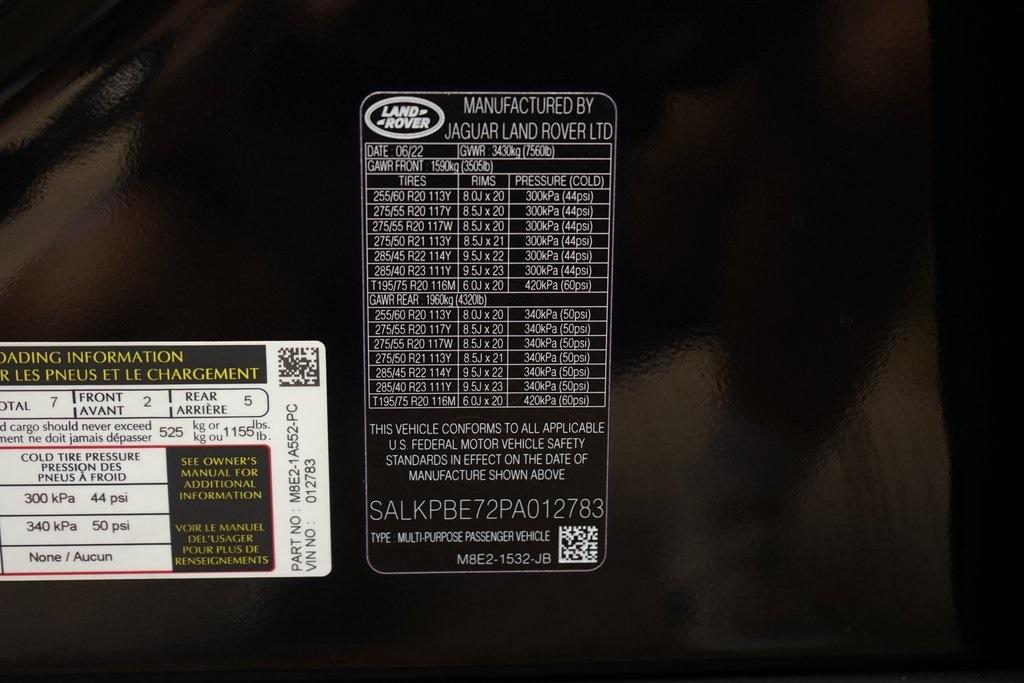 LAND-
-ROVER
MANUFACTURED BY
JAGUAR LAND ROVER LTD
DATE : 06/22 GVWR : 3430kg (7560lb)
GAWR FRONT : 1590kg (3505lb)
TIRES RIMS PRESSURE (COLD)
255/60 R20 113Y 8.0J x 20 300kPa (44psi)
275/55 R20 117Y 8.5J x 20 300kPa (44psi)
275/55 R20 117W 8.5J x 20 300kPa (44psi)
275/50 R21 113Y 8.5J x 21 300kPa (44psi)
285/45 R22 114Y 9.5J x 22 300kPa (44psi)
285/40 R23 111Y 9.5J x 23 300kPa (44psi)
T195/75 R20 116M 6.0J x 20 420kPa (60psi)
GAWR REAR : 1960kg (4320lb)
255/60 R20 113Y 8.0J x 20 340kPa (50psi)
275/55 R20 117Y 8.5J x 20 340kPa (50psi)
275/55 R20 117W 8.5J x 20 340kPa (50psi)
275/50 R21 113Y 8.5J x 21 340kPa (50psi)
285/45 R22 114Y 9.5J x 22 340kPa (50psi)
285/40 R23 111Y 9.5J x 23 340kPa (50psi)
T195/75 R20 116M 6.0J x 20 420kPa (60psi)
THIS VEHICLE CONFORMS TO ALL APPLICABLE
U.S. FEDERAL MOTOR VEHICLE SAFETY
STANDARDS IN EFFECT ON THE DATE OF
MANUFACTURE SHOWN ABOVE
SALKPBE72PA012783
TYPE : MULTI-PURPOSE PASSENGER VEHICLE
M8E2-1532-JB
OADING INFORMATION
R LES PNEUS ET LE CHARGEMENT
OTAL 7 FRONT 2 REAR 5
AVANT ARRIÈRE
d cargo should never exceed 525 kg or 1155 lbs.
ment ne doit jamais dépasser kg ou lb.
COLD TIRE PRESSURE
PRESSION DES
PNEUS À FROID
300 kPa 44 psi
340 kPa 50 psi
None / Aucun
SEE OWNER'S
MANUAL FOR
ADDITIONAL
INFORMATION
VOIR LE MANUEL
DEL'USAGER
POUR PLUS DE
RENSEIGNEMENTS
PART NO : M8E2-1A552-PC
VIN NO : 012783